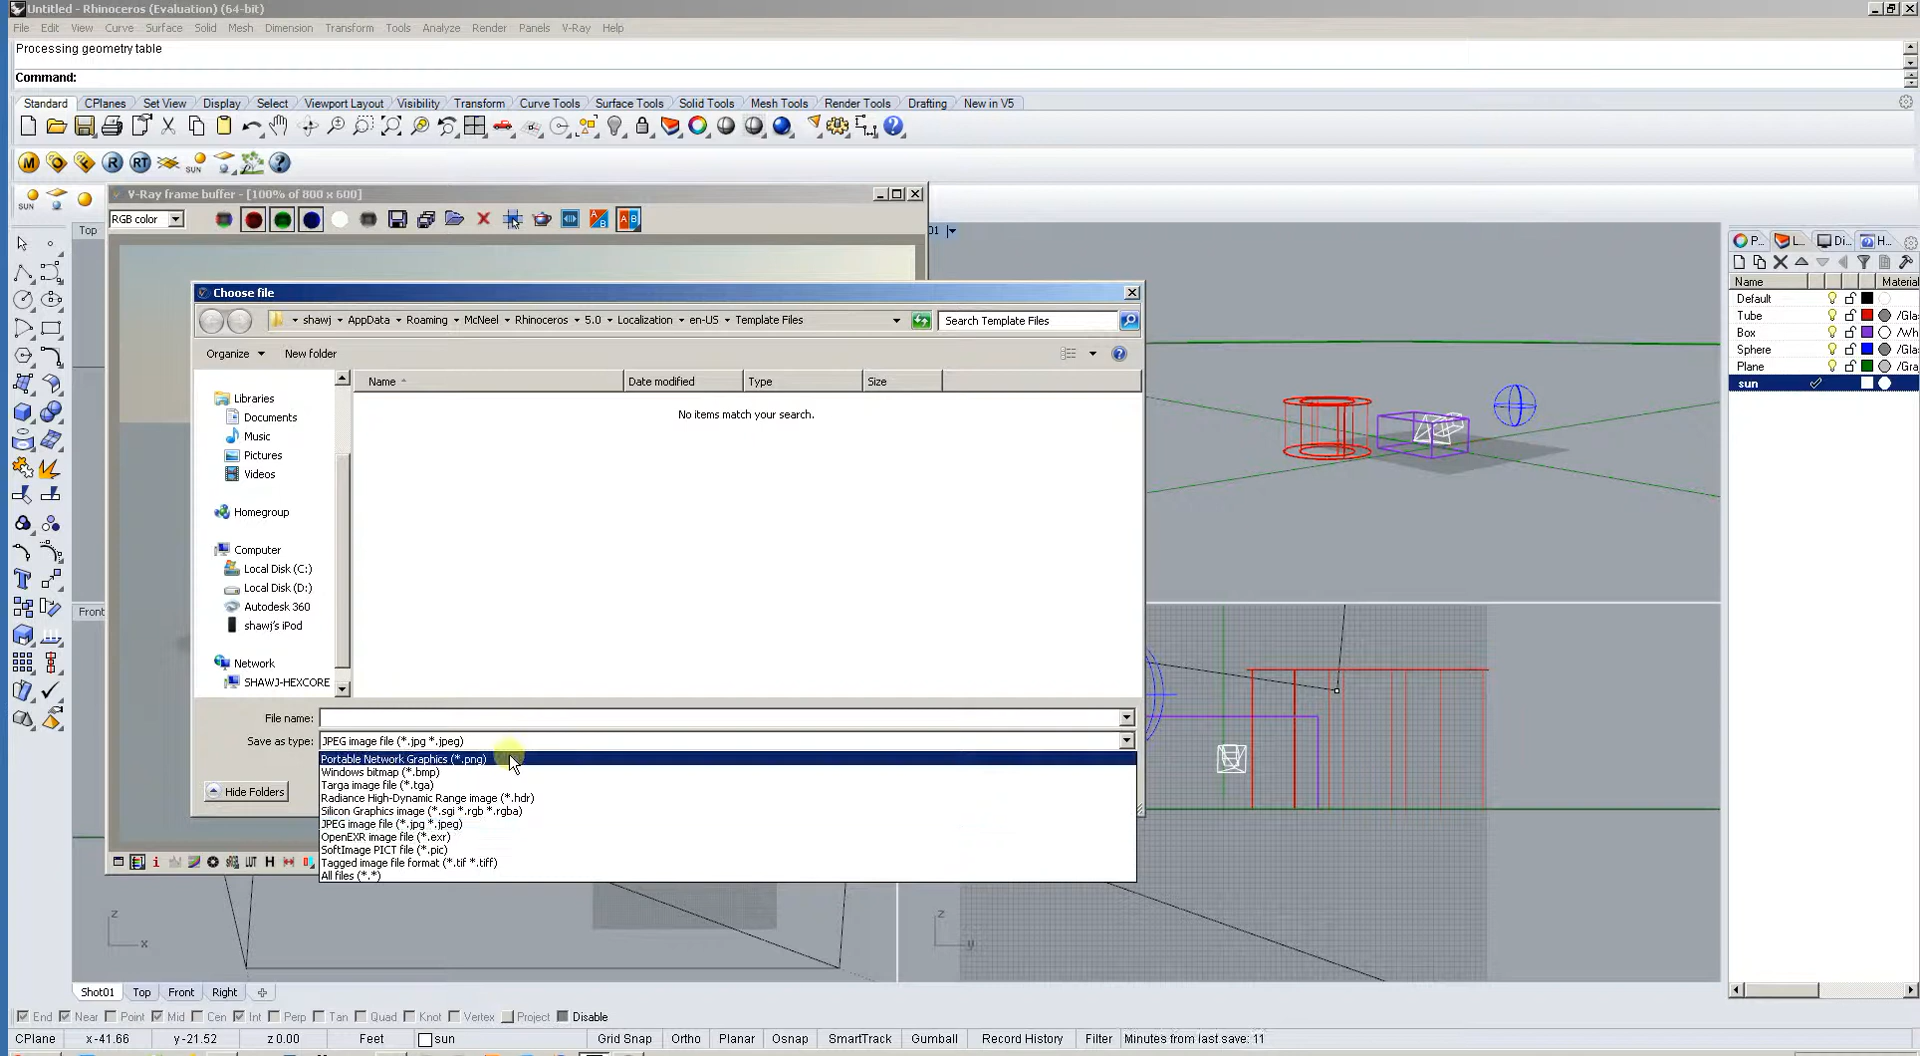 Untitled - Rhinoceros (Evaluation) (64-bit)
File Edit View Curve Surface Solid Mesh Dimension Transform Tools Analyze Render Panels V-Ray Help
Processing geometry table
Command:
Standard CPlanes Set View Display Select Viewport Layout Visibility Transform Curve Tools Surface Tools Solid Tools Mesh Tools Render Tools Drafting New in V5
M O R RT SUN
SUN
V-Ray frame buffer - [100% of 800 x 600]
RGB color
Top
01
Choose file
shawj AppData Roaming McNeel Rhinoceros 5.0 Localization en-US Template Files
Search Template Files
Organize New folder
Name Date modified Type Size
No items match your search.
Libraries
Documents
Music
Pictures
Videos
Homegroup
Computer
Local Disk (C:)
Local Disk (D:)
Autodesk 360
shawj's iPod
Network
SHAWJ-HEXCORE
File name:
Save as type: JPEG image file (*.jpg *.jpeg)
Portable Network Graphics (*.png)
Windows bitmap (*.bmp)
Targa image file (*.tga)
Radiance High-Dynamic Range image (*.hdr)
Silicon Graphics image (*.sgi *.rgb *.rgba)
JPEG image file (*.jpg *.jpeg)
OpenEXR image file (*.exr)
SoftImage PICT file (*.pic)
Tagged image file format (*.tif *.tiff)
All files (*.*)
Hide Folders
LUT H
Front
P... L... Di... H...
Name Material
Default
Tube /Gla
Box /Wh
Sphere /Gla
Plane /Gra
sun
z x
z y
Shot01 Top Front Right
End Near Point Mid Cen Int Perp Tan Quad Knot Vertex Project Disable
CPlane x-41.66 y-21.52 z 0.00 Feet sun Grid Snap Ortho Planar Osnap SmartTrack Gumball Record History Filter Minutes from last save: 11